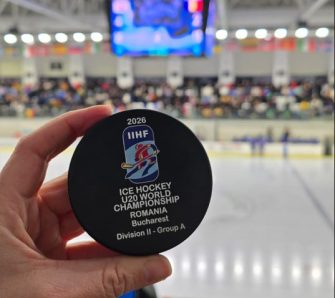 2026
IIHF
ICE HOCKEY
U20 WORLD
CHAMPIONSHIP
ROMANIA
Bucharest
Division II - Group A